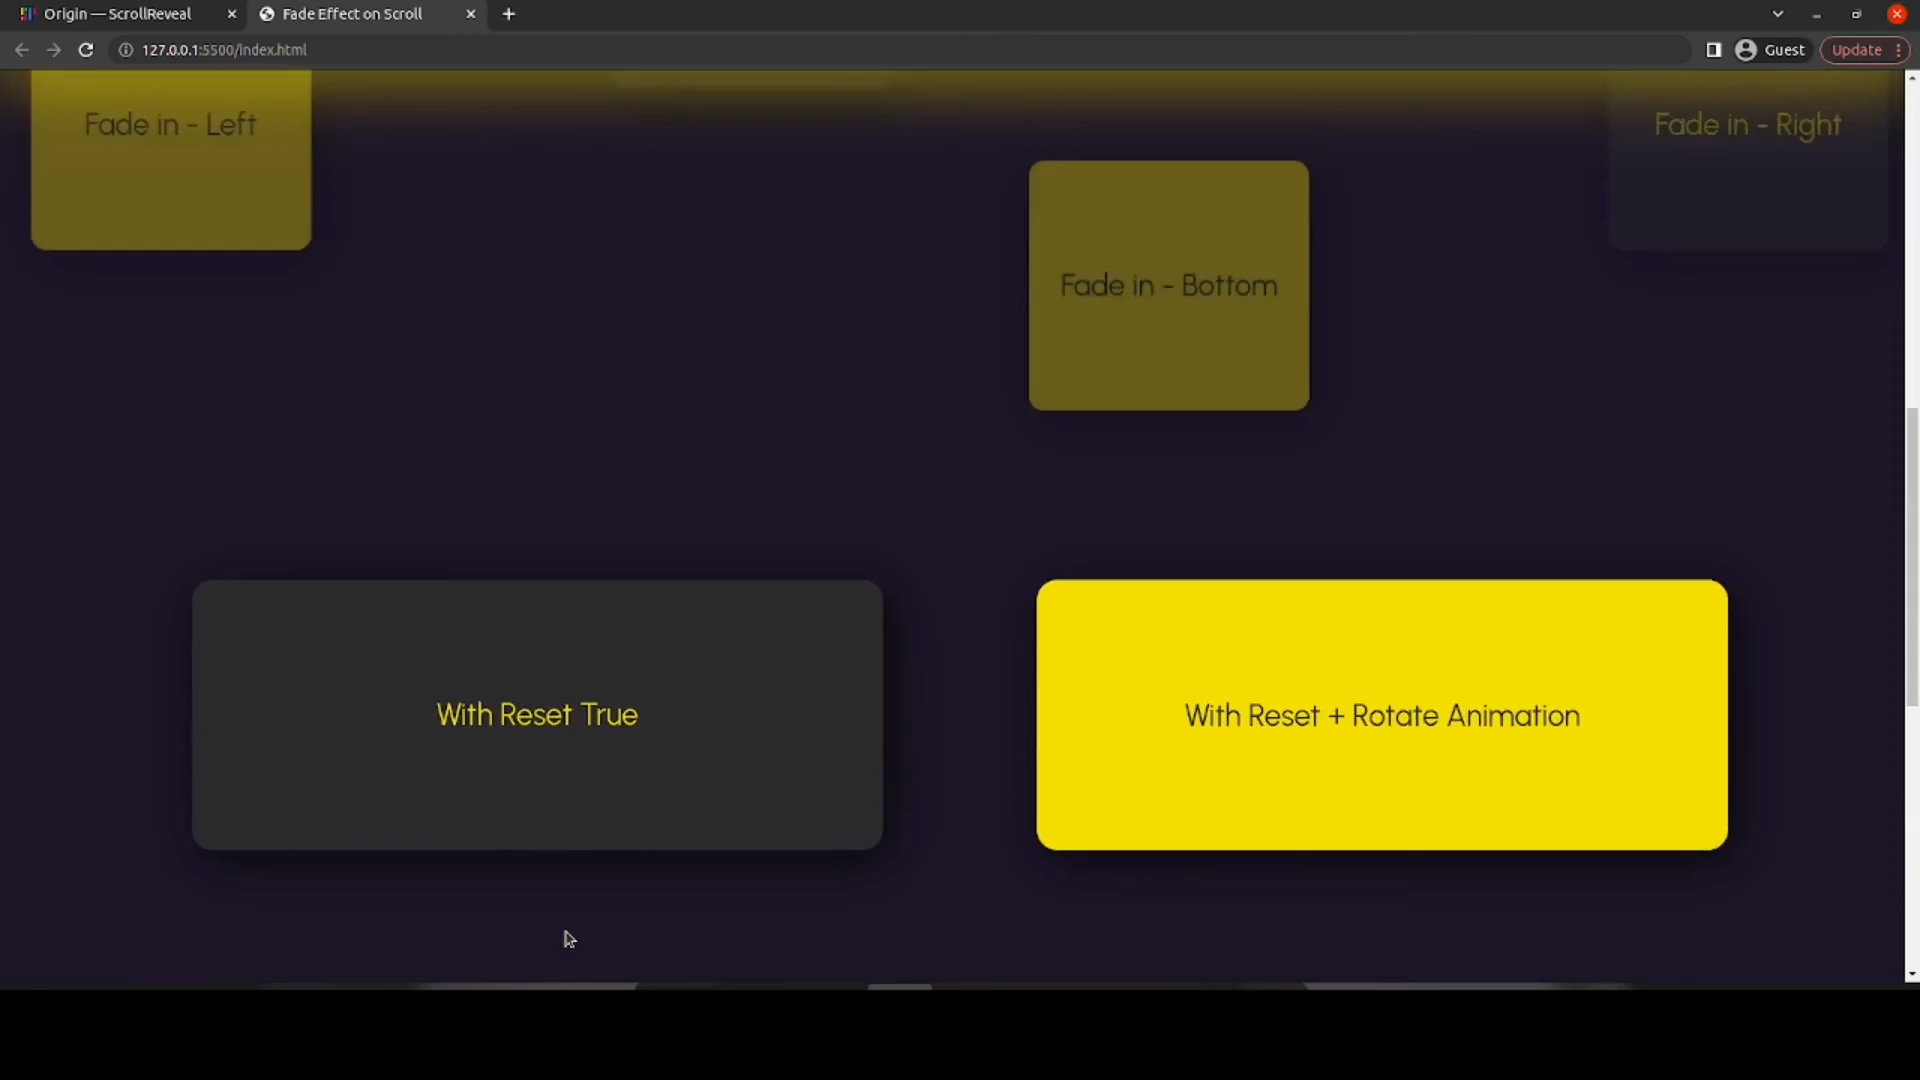 Origin — ScrollReveal
Fade Effect on Scroll
127.0.0.1:5500/index.html
Guest
Update
Fade in - Left
Fade in - Right
Fade in - Bottom
With Reset True
With Reset + Rotate Animation